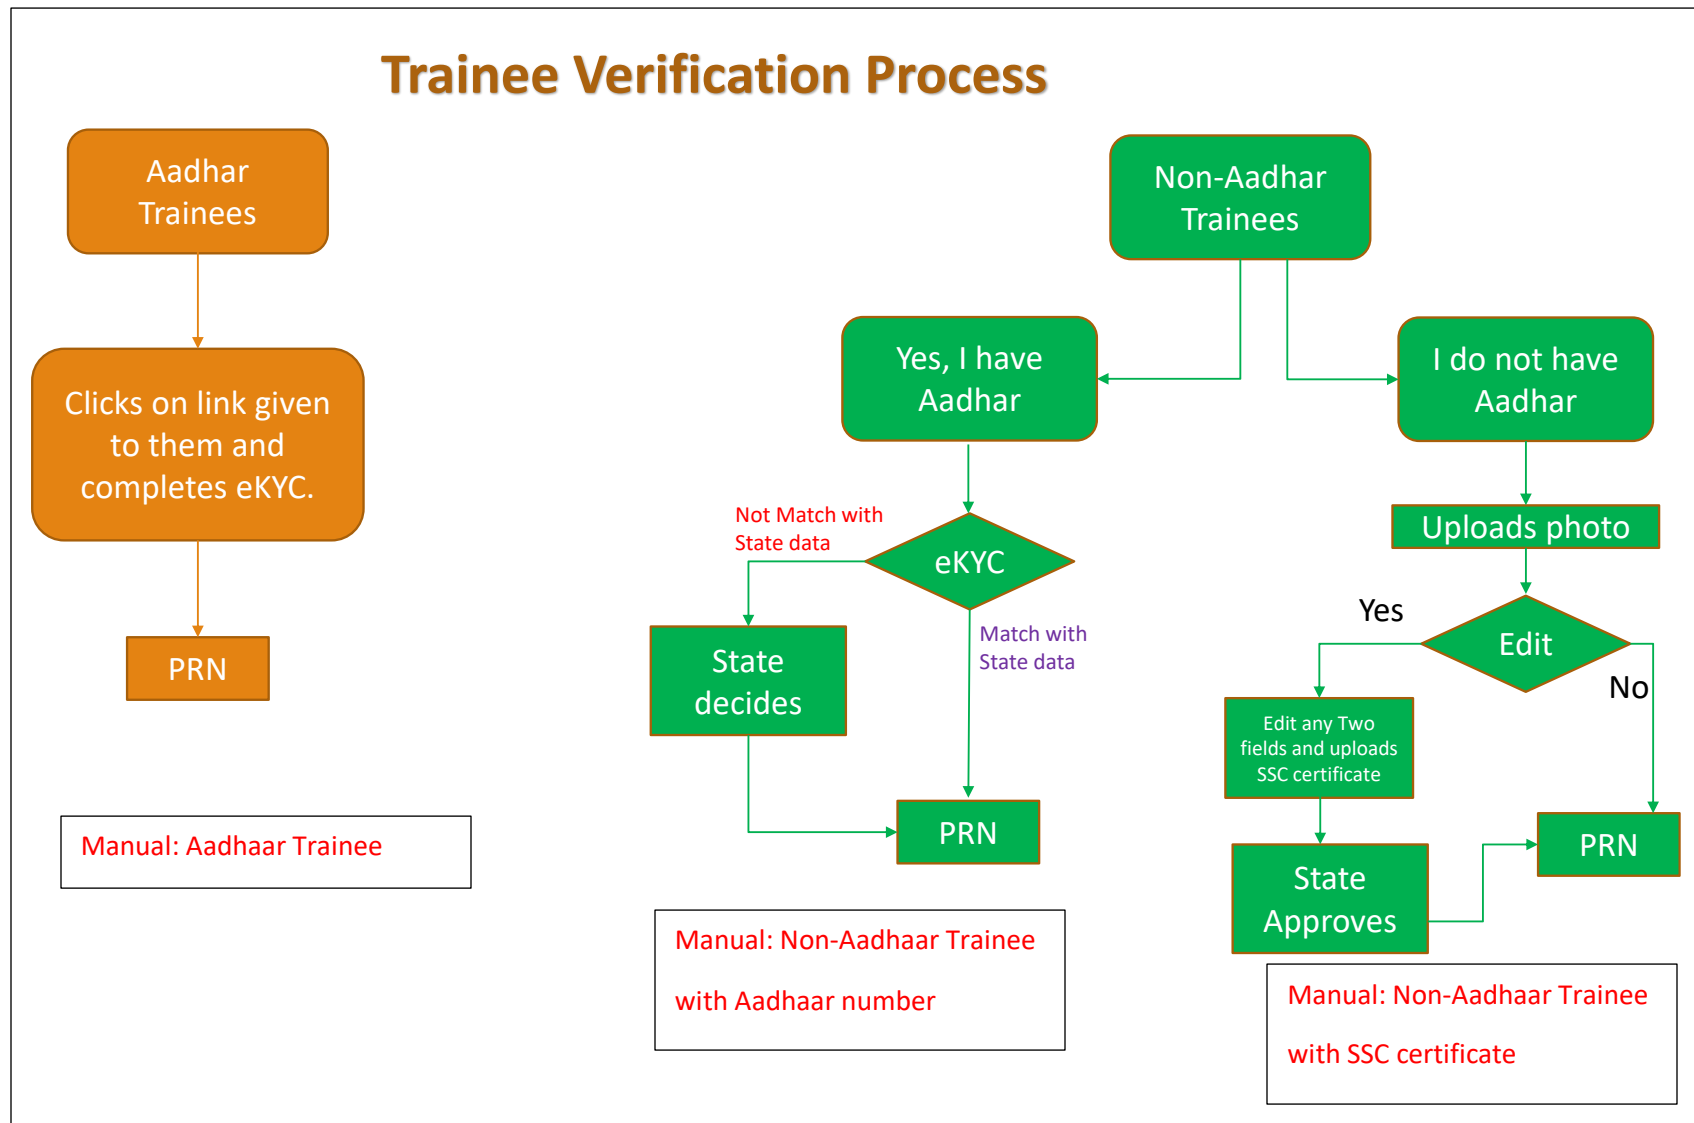 Trainee Verification Process
Aadhar
Trainees
Clicks on link given
to them and
completes eKYC.
PRN
Manual: Aadhaar Trainee
Non-Aadhar
Trainees
Yes, I have
Aadhar
Not Match with
State data
eKYC
Match with
State data
State
decides
PRN
Manual: Non-Aadhaar Trainee
with Aadhaar number
I do not have
Aadhar
Uploads photo
Yes
Edit
No
Edit any Two
fields and uploads
SSC certificate
State
Approves
PRN
Manual: Non-Aadhaar Trainee
with SSC certificate